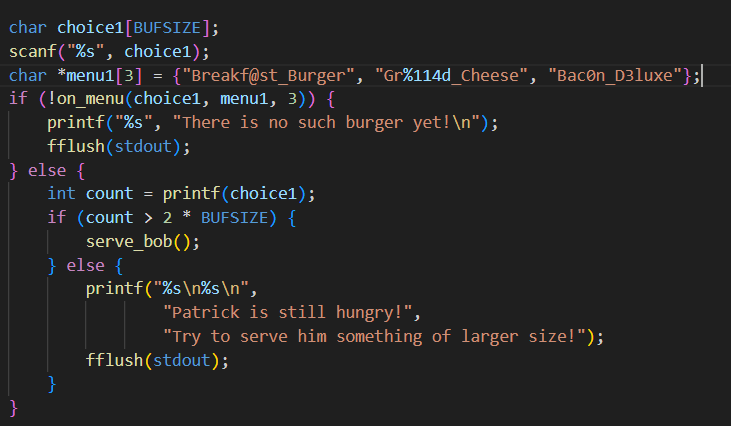 char choice1[BUFSIZE];
scanf("%s", choice1);
char *menu1[3] = {"Breakf@st_Burger", "Gr%114d_Cheese", "Bac0n_D3luxe"};
if (!on_menu(choice1, menu1, 3)) {
    printf("%s", "There is no such burger yet!\n");
    fflush(stdout);
} else {
    int count = printf(choice1);
    if (count > 2 * BUFSIZE) {
        serve_bob();
    } else {
        printf("%s\n%s\n",
                "Patrick is still hungry!",
                "Try to serve him something of larger size!");
        fflush(stdout);
    }
}